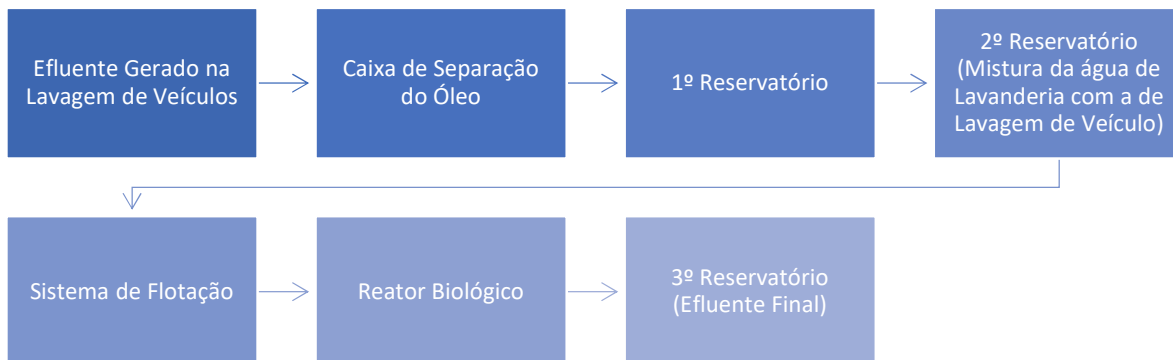 Efluente Gerado na
Lavagem de Veículos
Caixa de Separação
do Óleo
1º Reservatório
2º Reservatório
(Mistura da água de
Lavanderia com a de
Lavagem de Veículo)
Sistema de Flotação
Reator Biológico
3º Reservatório
(Efluente Final)